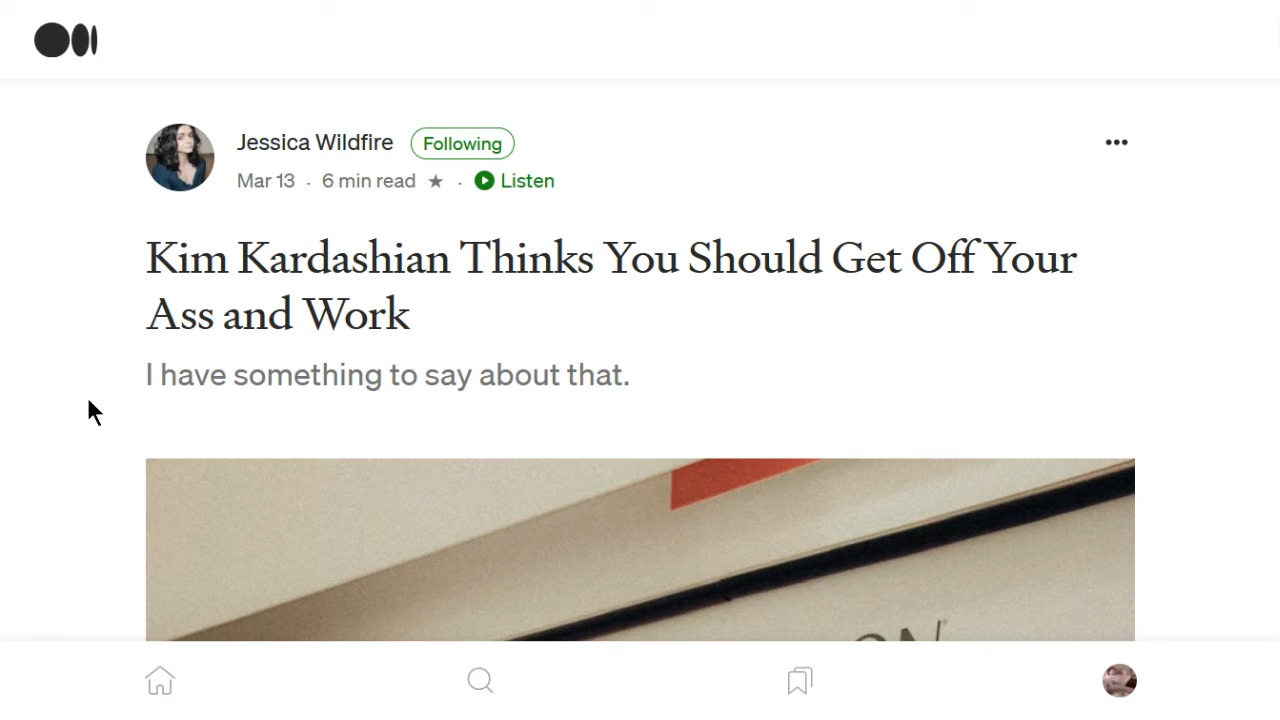 Jessica Wildfire Following
Mar 13 · 6 min read ★ · Listen
Kim Kardashian Thinks You Should Get Off Your
Ass and Work
I have something to say about that.